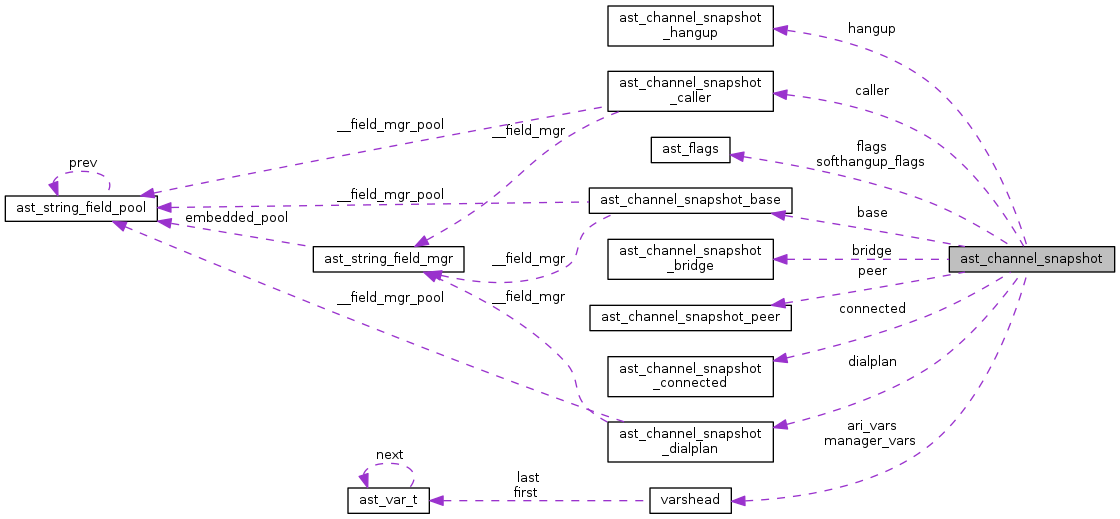 ast_channel_snapshot
_hangup
hangup
ast_channel_snapshot
_caller
caller
__field_mgr_pool
__field_mgr
ast_flags
flags
softhangup_flags
prev
ast_string_field_pool
__field_mgr_pool
ast_channel_snapshot_base
base
embedded_pool
ast_string_field_mgr
__field_mgr
ast_channel_snapshot
_bridge
bridge
ast_channel_snapshot
peer
__field_mgr_pool
__field_mgr
ast_channel_snapshot_peer
connected
ast_channel_snapshot
_connected
dialplan
ast_channel_snapshot
_dialplan
ari_vars
manager_vars
next
ast_var_t
last
first
varshead